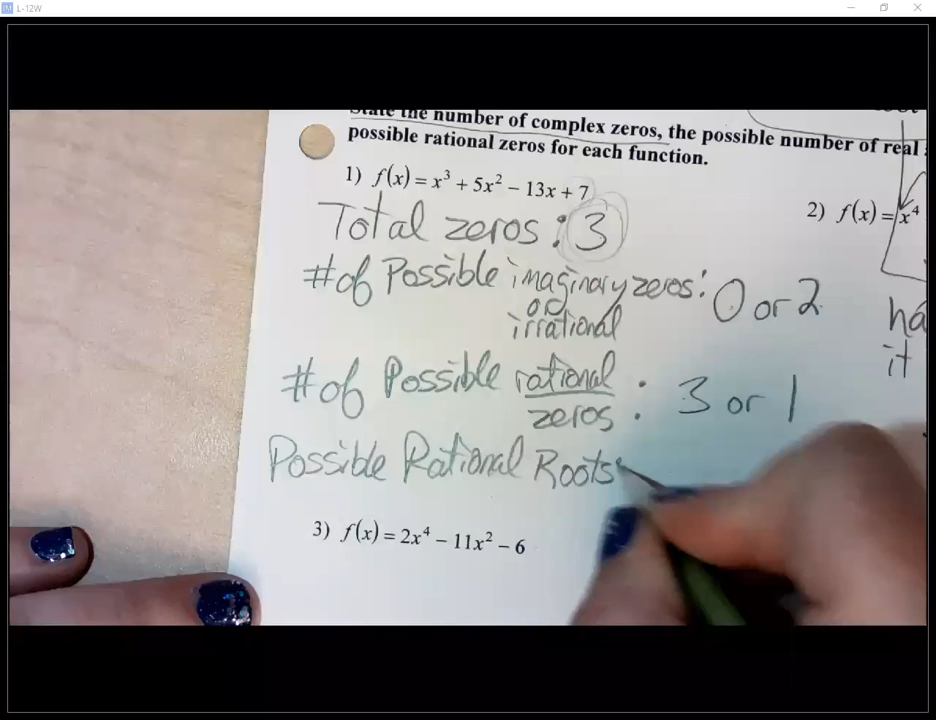 L-12W
State the number of complex zeros, the possible number of real
possible rational zeros for each function.
1) f(x) = x³ + 5x² − 13x + 7
Total zeros : 3
# of Possible imaginary zeros: 0 or 2
or
irrational
# of Possible rational zeros : 3 or 1
Possible Rational Roots:
3) f(x) = 2x⁴ − 11x² − 6
2) f(x) = x⁴
ha
it